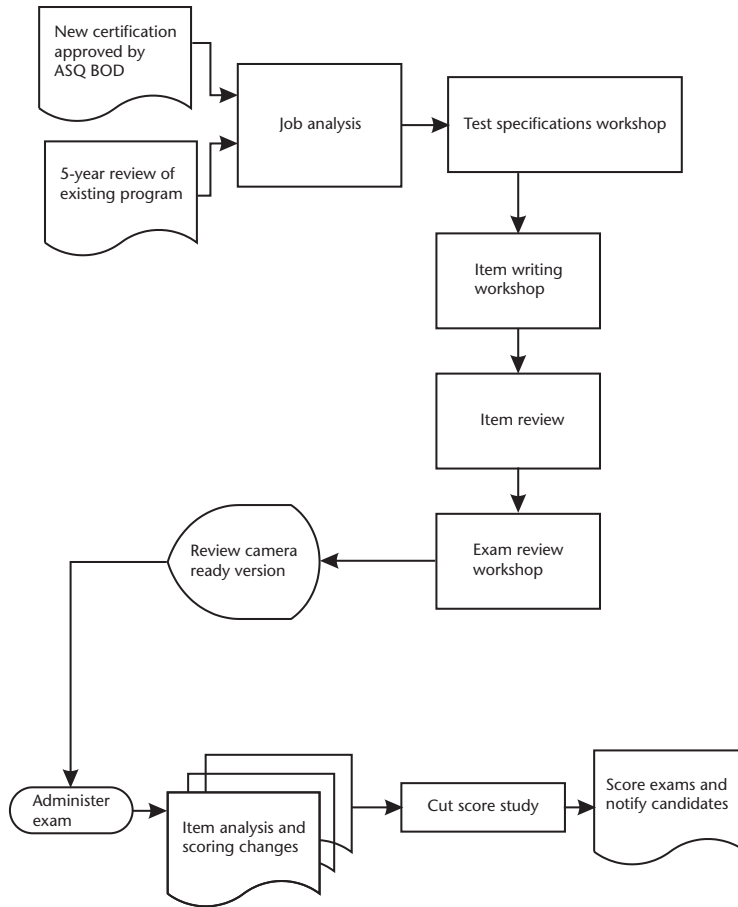 New certification
approved by
ASQ BOD
Job analysis
Test specifications workshop
5-year review of
existing program
Item writing
workshop
Item review
Exam review
workshop
Review camera
ready version
Administer
exam
Item analysis and
scoring changes
Cut score study
Score exams and
notify candidates